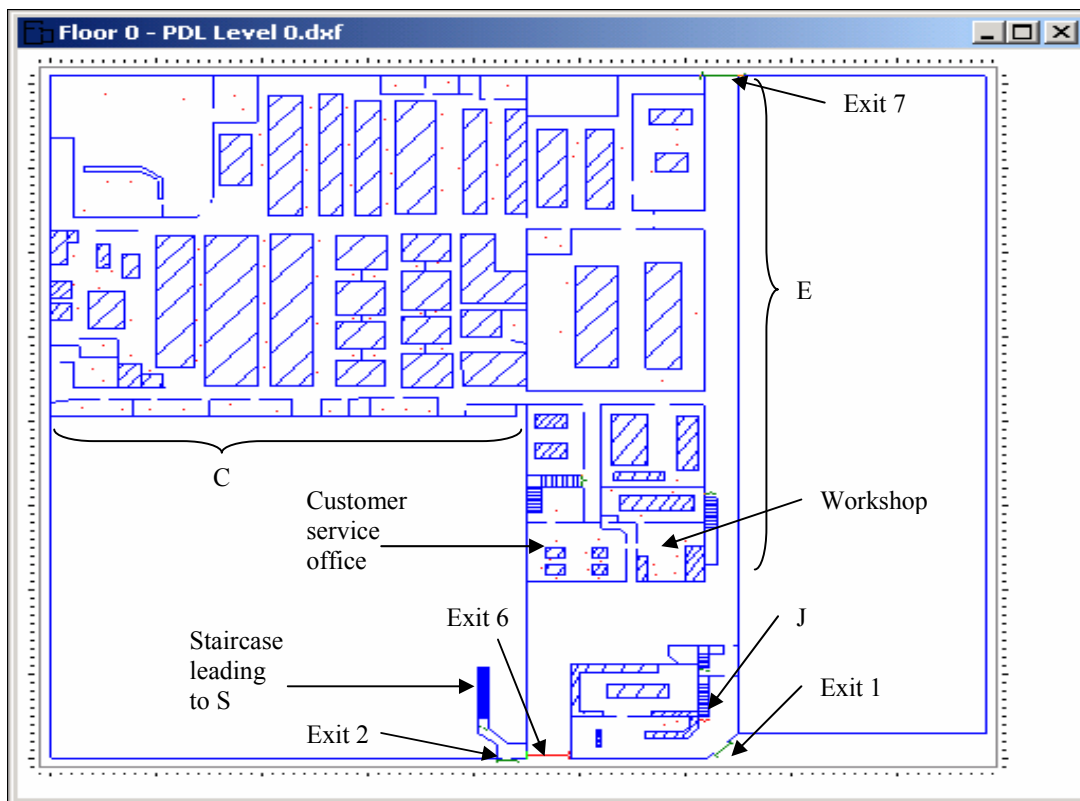 Floor 0 - PDL Level 0.dxf
Exit 7
E
C
Customer
service
office
Workshop
Exit 6
J
Staircase
leading
to S
Exit 1
Exit 2